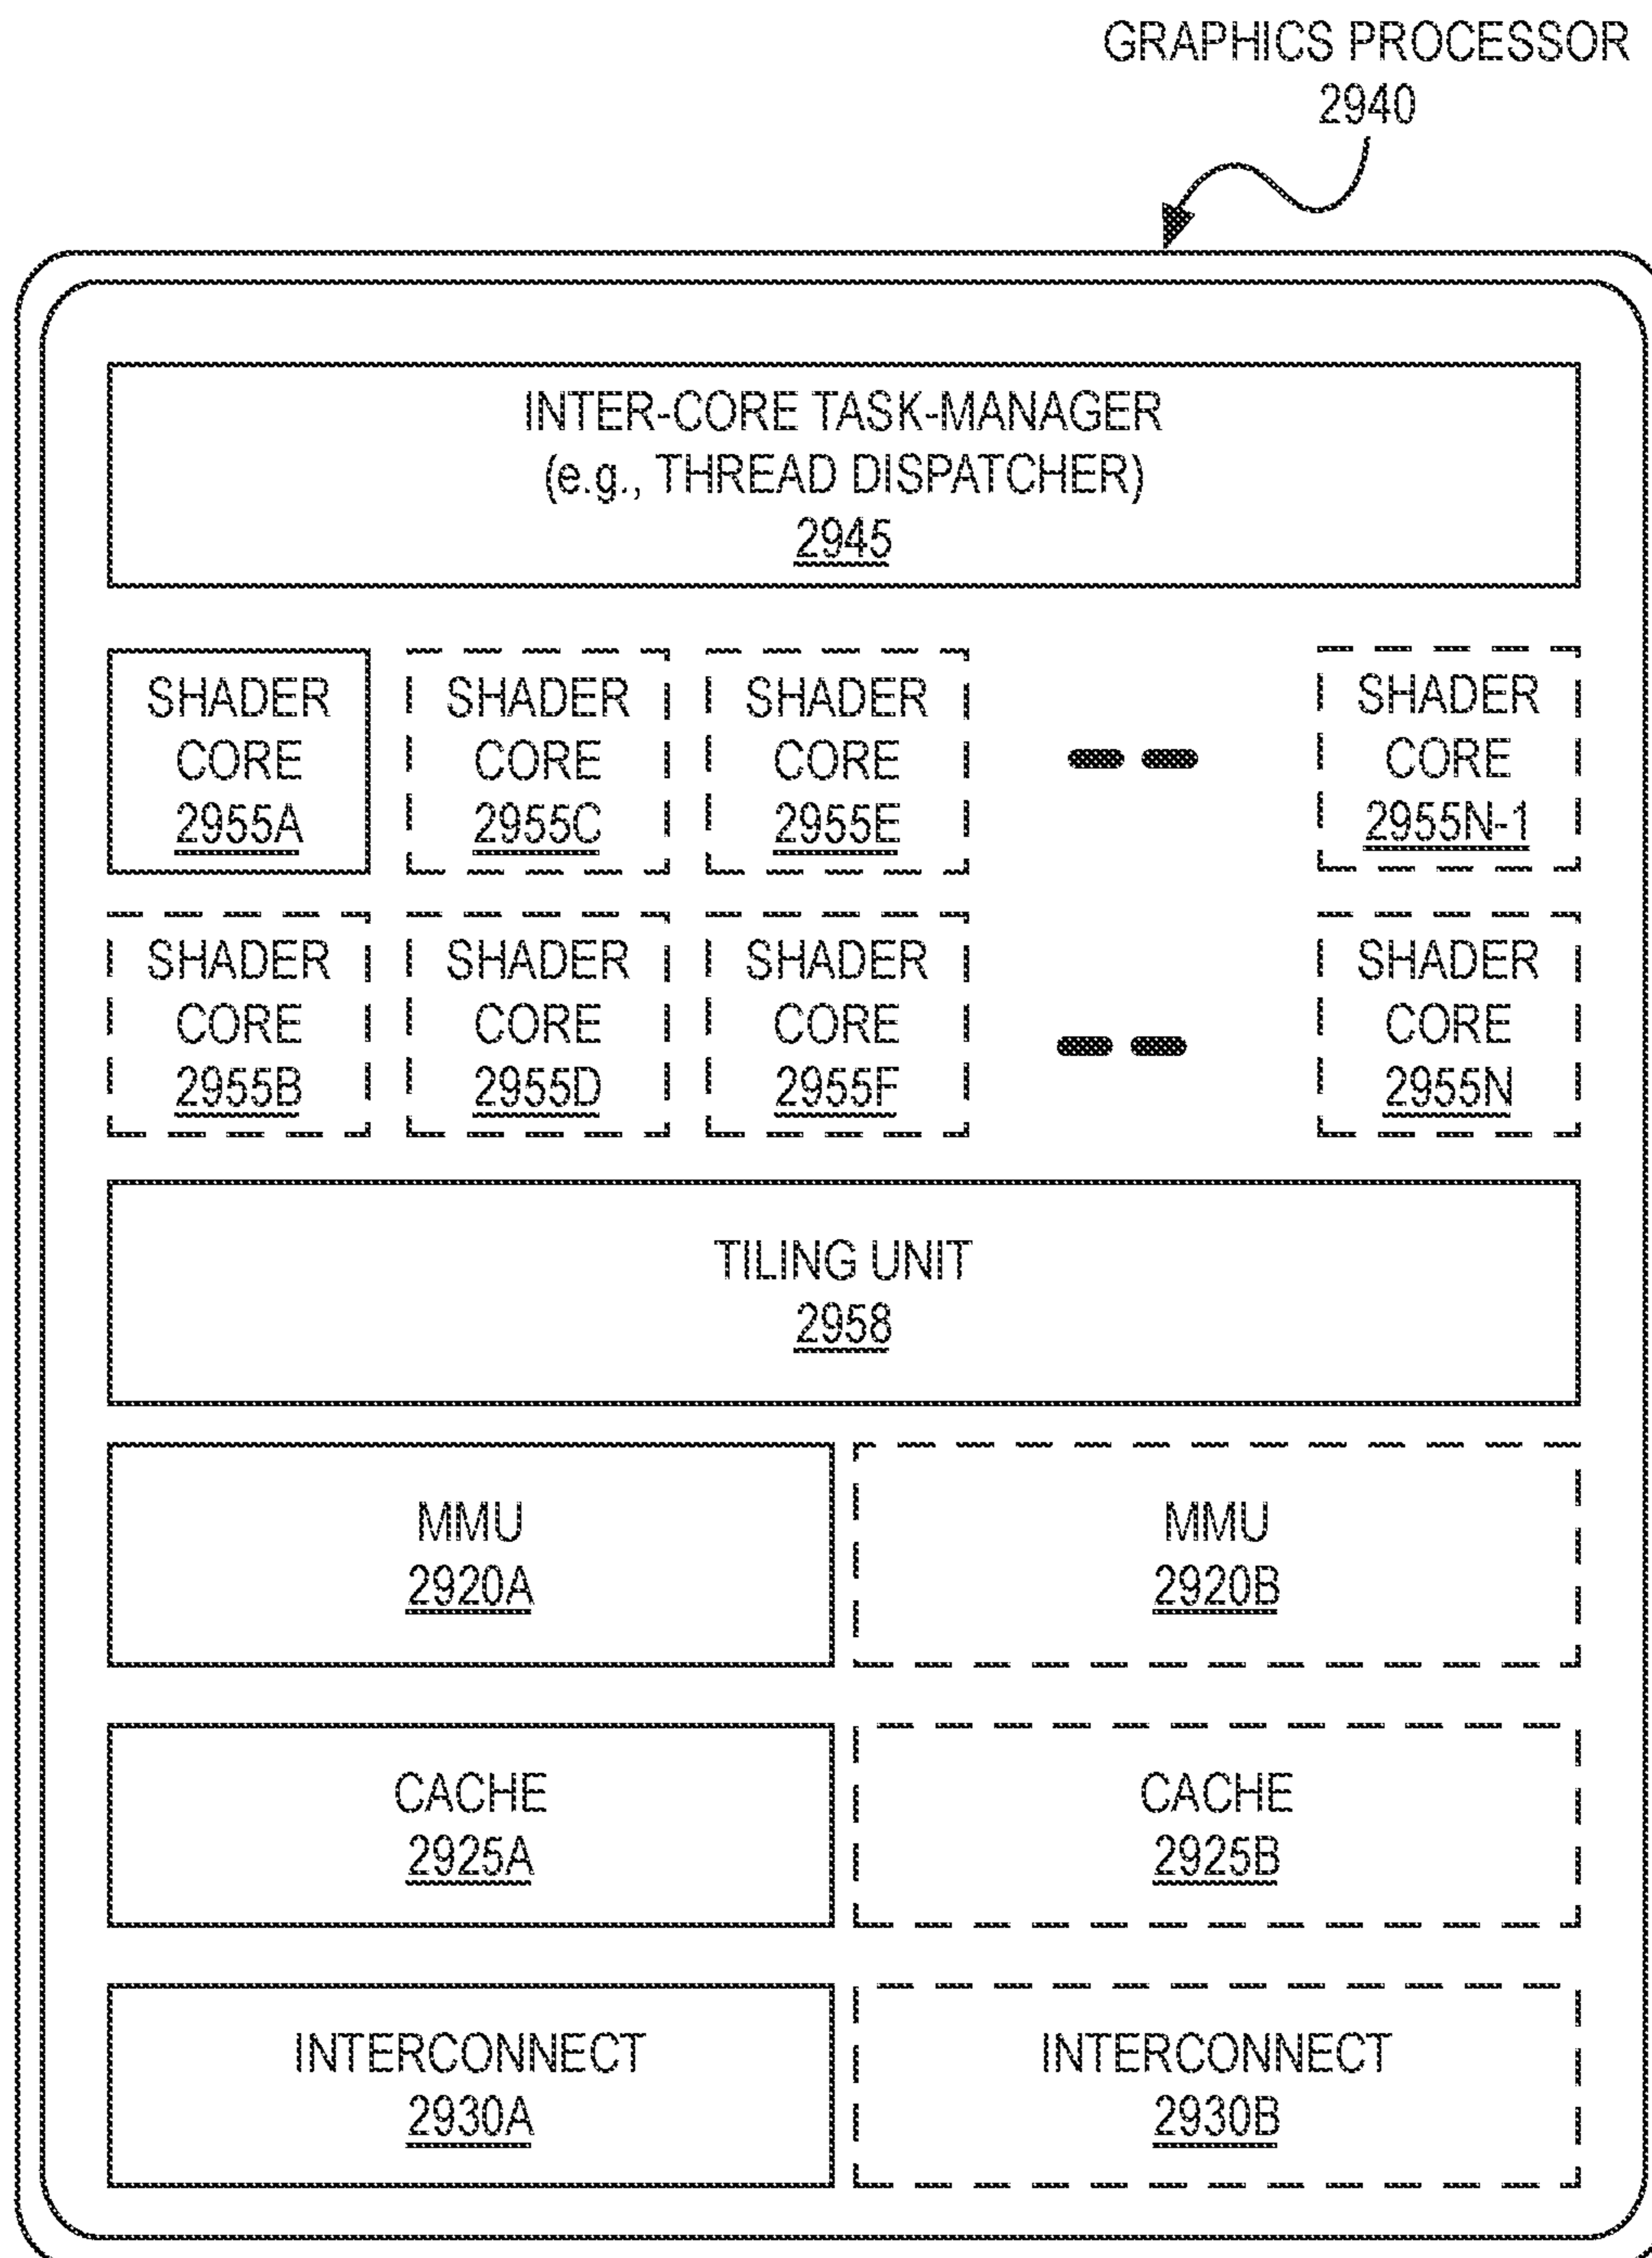 GRAPHICS PROCESSOR
2940
INTER-CORE TASK-MANAGER
(e.g., THREAD DISPATCHER)
2945
SHADER
CORE
2955A
SHADER
CORE
2955C
SHADER
CORE
2955E
SHADER
CORE
2955N-1
SHADER
CORE
2955B
SHADER
CORE
2955D
SHADER
CORE
2955F
SHADER
CORE
2955N
TILING UNIT
2958
MMU
2920A
MMU
2920B
CACHE
2925A
CACHE
2925B
INTERCONNECT
2930A
INTERCONNECT
2930B